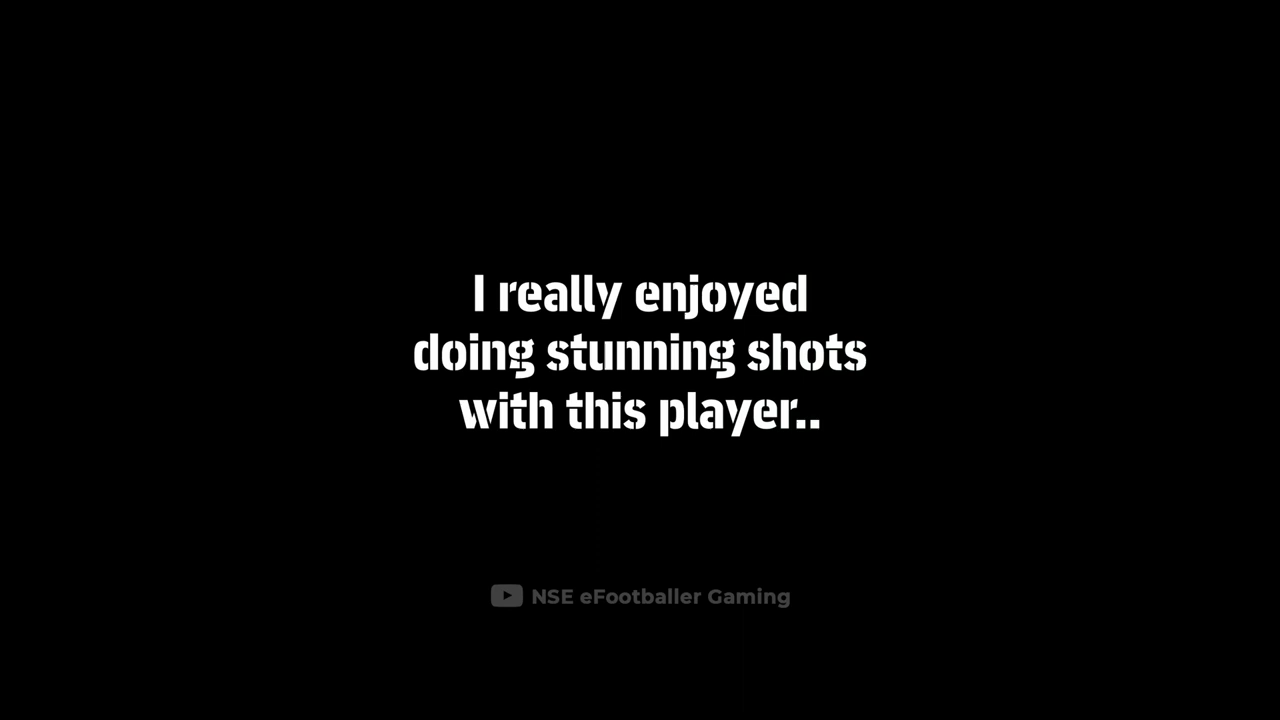 I really enjoyed
doing stunning shots
with this player..
NSE eFootballer Gaming